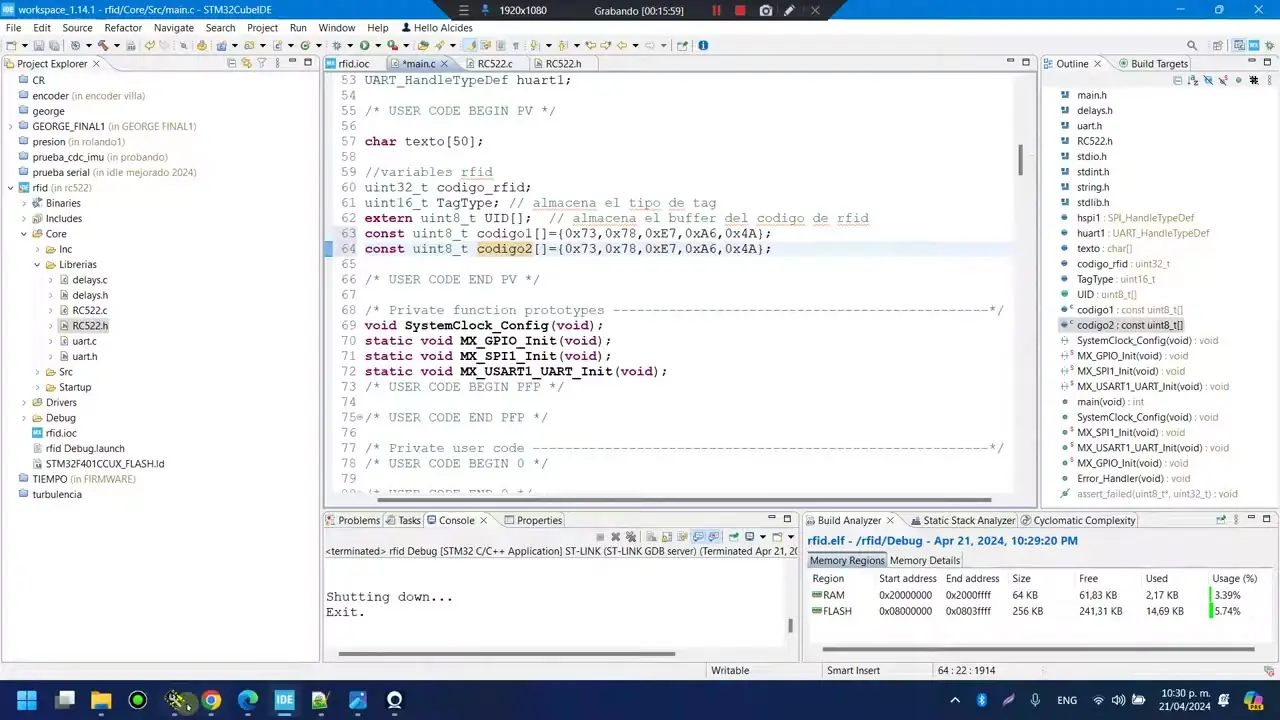 workspace_1.14.1 - rfid/Core/Src/main.c - STM32CubeIDE
1920x1080
Grabando (00:15:59)
File Edit Source Refactor Navigate Search Project Run Window Help Hello Alcides
Project Explorer
CR
encoder (in encoder villa)
george
GEORGE_FINAL1 (in GEORGE FINAL1)
presion (in rolando1)
prueba_cdc_imu (in probando)
prueba serial (in idle mejorado 2024)
rfid (in rc522)
Binaries
Includes
Core
Inc
Librerias
delays.c
delays.h
RC522.c
RC522.h
uart.c
uart.h
Src
Startup
Drivers
Debug
rfid.ioc
rfid Debug.launch
STM32F401CCUX_FLASH.ld
TIEMPO (in FIRMWARE)
turbulencia
rfid.ioc *main.c RC522.c RC522.h
53 UART_HandleTypeDef huart1;
54
55 /* USER CODE BEGIN PV */
56
57 char texto[50];
58
59 //variables rfid
60 uint32_t codigo_rfid;
61 uint16_t TagType; // almacena el tipo de tag
62 extern uint8_t UID[]; // almacena el buffer del codigo de rfid
63 const uint8_t codigo1[]={0x73,0x78,0xE7,0xA6,0x4A};
64 const uint8_t codigo2[]={0x73,0x78,0xE7,0xA6,0x4A};
65
66 /* USER CODE END PV */
67
68 /* Private function prototypes -----------------------------------------------*/
69 void SystemClock_Config(void);
70 static void MX_GPIO_Init(void);
71 static void MX_SPI1_Init(void);
72 static void MX_USART1_UART_Init(void);
73 /* USER CODE BEGIN PFP */
74
75 /* USER CODE END PFP */
76
77 /* Private user code ---------------------------------------------------------*/
78 /* USER CODE BEGIN 0 */
79
Outline Build Targets
main.h
delays.h
uart.h
RC522.h
stdio.h
stdint.h
string.h
stdlib.h
hspi1 : SPI_HandleTypeDef
huart1 : UART_HandleTypeDef
texto : char[]
codigo_rfid : uint32_t
TagType : uint16_t
UID : uint8_t[]
codigo1 : const uint8_t[]
codigo2 : const uint8_t[]
SystemClock_Config(void) : void
MX_GPIO_Init(void) : void
MX_SPI1_Init(void) : void
MX_USART1_UART_Init(void) : void
main(void) : int
SystemClock_Config(void) : void
MX_SPI1_Init(void) : void
MX_USART1_UART_Init(void) : void
MX_GPIO_Init(void) : void
Error_Handler(void) : void
assert_failed(uint8_t*, uint32_t) : void
Problems Tasks Console Properties
<terminated> rfid Debug [STM32 C/C++ Application] ST-LINK (ST-LINK GDB server) (Terminated Apr 21, 20
Shutting down...
Exit.
Build Analyzer Static Stack Analyzer Cyclomatic Complexity
rfid.elf - /rfid/Debug - Apr 21, 2024, 10:29:20 PM
Memory Regions Memory Details
Region Start address End address Size Free Used Usage (%)
RAM 0x20000000 0x2000ffff 64 KB 61,83 KB 2,17 KB 3.39%
FLASH 0x08000000 0x0803ffff 256 KB 241,31 KB 14,69 KB 5.74%
Writable Smart Insert 64 : 22 : 1914
IDE
ENG
10:30 p. m.
21/04/2024